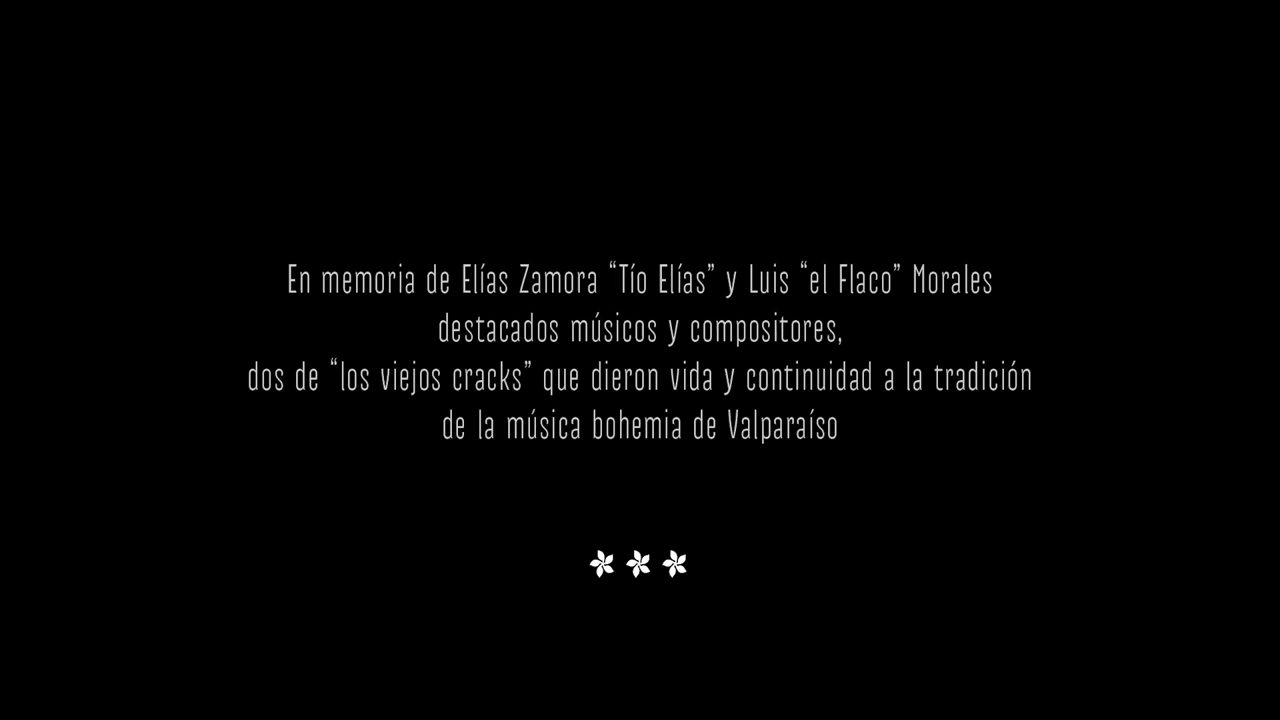 En memoria de Elías Zamora “Tío Elías” y Luis “el Flaco” Morales
destacados músicos y compositores,
dos de “los viejos cracks” que dieron vida y continuidad a la tradición
de la música bohemia de Valparaíso